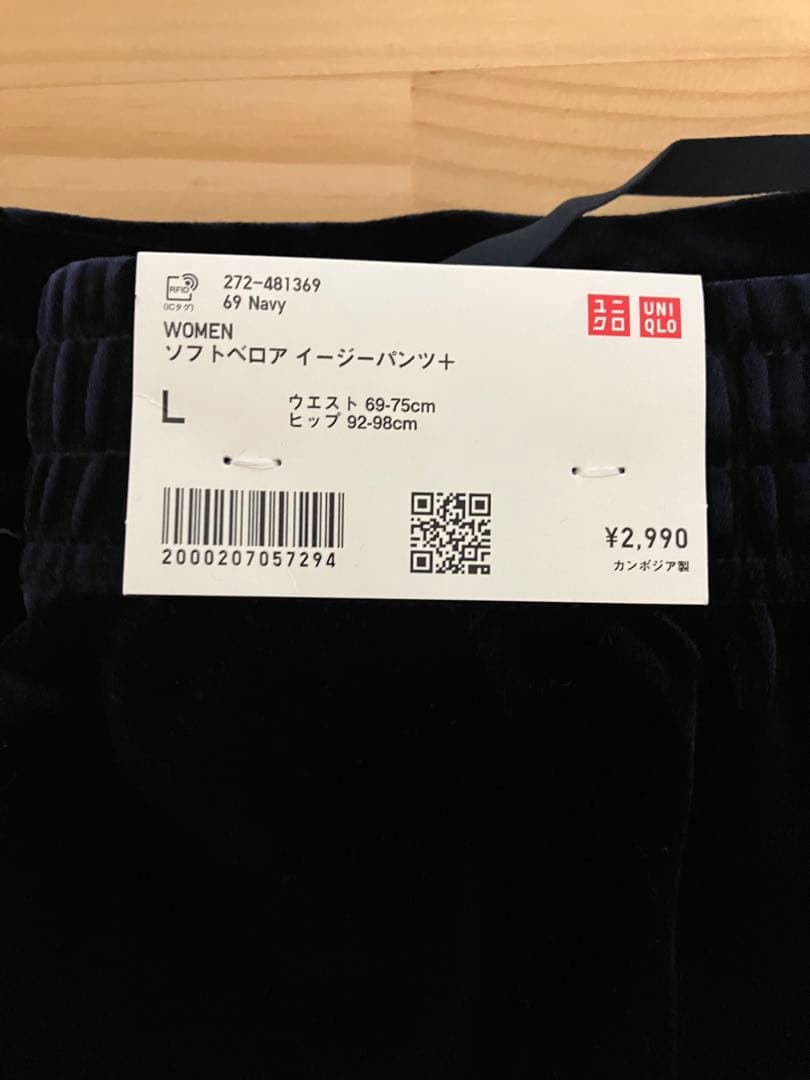 RFID
(ICタグ)
272-481369
69 Navy
WOMEN
ソフトベロア イージーパンツ+
L
ウエスト 69-75cm
ヒップ 92-98cm
ユニ
クロ
UNI
QLO
2000207057294
¥2,990
カンボジア製